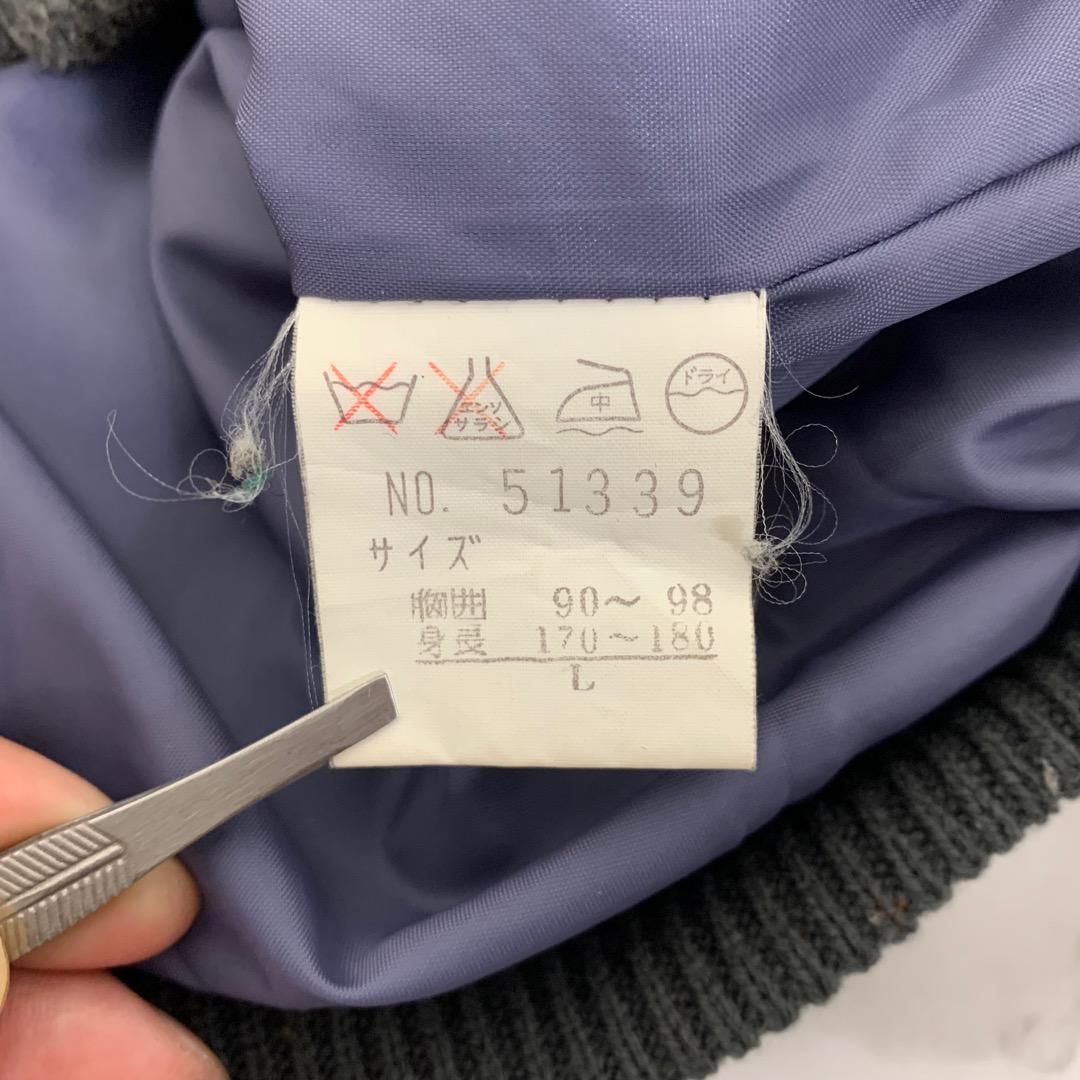 エンソ
サラシ
中
ドライ
NO. 51339
サイズ
胸囲 90～98
身長 170～180
L